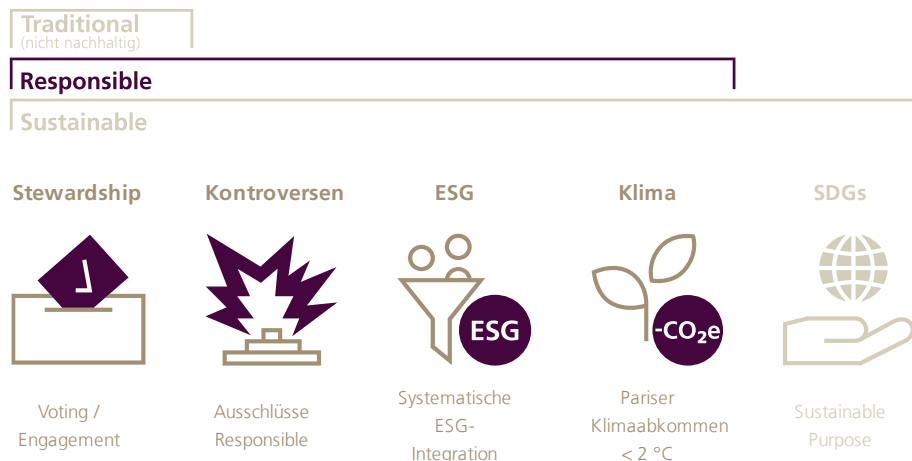 Traditional
(nicht nachhaltig)
Responsible
Sustainable
Stewardship
Kontroversen
ESG
Klima
SDGs
ESG
-CO₂e
Voting /
Engagement
Ausschlüsse
Responsible
Systematische
ESG-
Integration
Pariser
Klimaabkommen
< 2 °C
Sustainable
Purpose